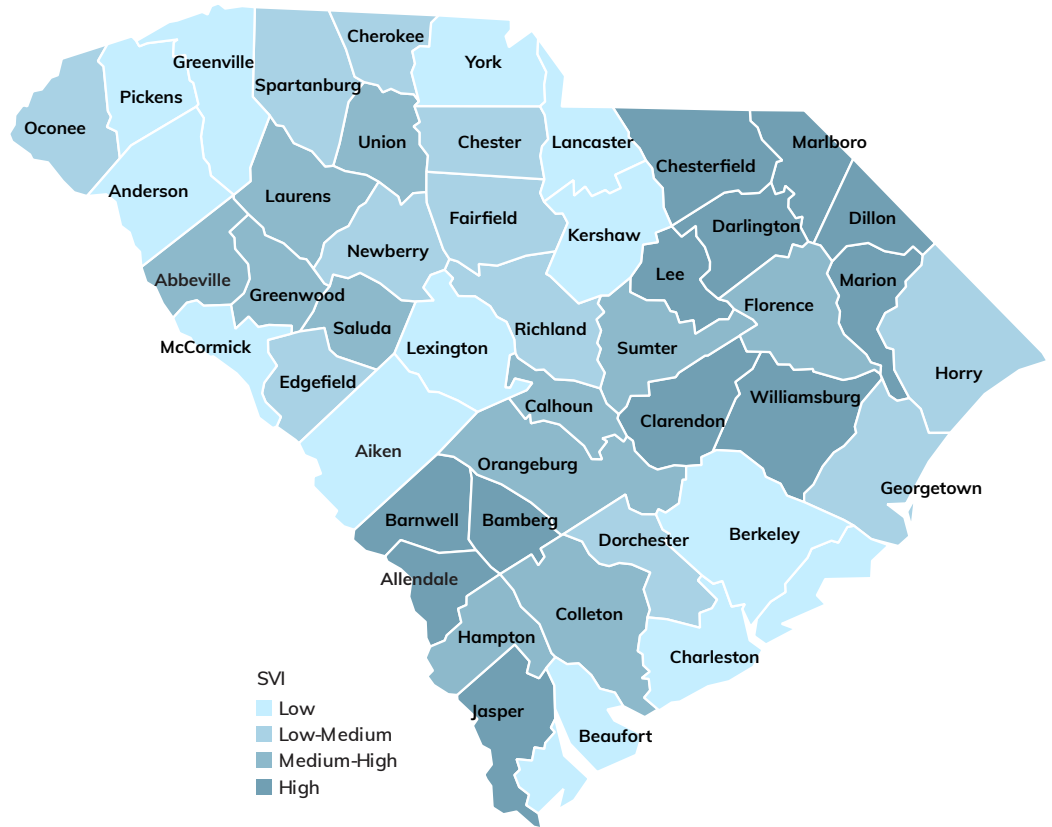 Cherokee
York
Greenville
Spartanburg
Pickens
Oconee
Union
Chester
Lancaster
Marlboro
Chesterfield
Anderson
Laurens
Fairfield
Dillon
Darlington
Kershaw
Newberry
Lee
Abbeville
Marion
Greenwood
Florence
Saluda
Richland
McCormick
Lexington
Sumter
Horry
Edgefield
Williamsburg
Calhoun
Clarendon
Aiken
Orangeburg
Georgetown
Barnwell
Bamberg
Berkeley
Dorchester
Allendale
Colleton
Hampton
Charleston
Jasper
Beaufort
SVI
Low
Low-Medium
Medium-High
High